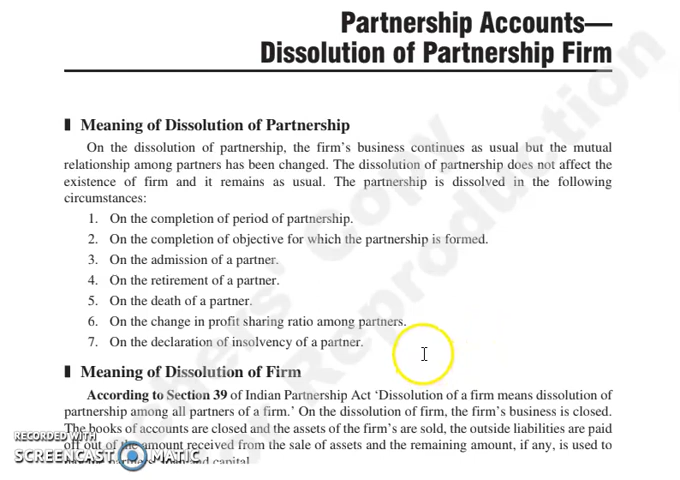 Partnership Accounts—
Dissolution of Partnership Firm
Meaning of Dissolution of Partnership
On the dissolution of partnership, the firm's business continues as usual but the mutual
relationship among partners has been changed. The dissolution of partnership does not affect the
existence of firm and it remains as usual. The partnership is dissolved in the following
circumstances:
1. On the completion of period of partnership.
2. On the completion of objective for which the partnership is formed.
3. On the admission of a partner.
4. On the retirement of a partner.
5. On the death of a partner.
6. On the change in profit sharing ratio among partners.
7. On the declaration of insolvency of a partner.
Meaning of Dissolution of Firm
According to Section 39 of Indian Partnership Act 'Dissolution of a firm means dissolution of
partnership among all partners of a firm.' On the dissolution of firm, the firm's business is closed.
The books of accounts are closed and the assets of the firm's are sold, the outside liabilities are paid
off out of the amount received from the sale of assets and the remaining amount, if any, is used to
and capital
RECORDED WITH
SCREENCAST MATIC
Copy
Reproduction